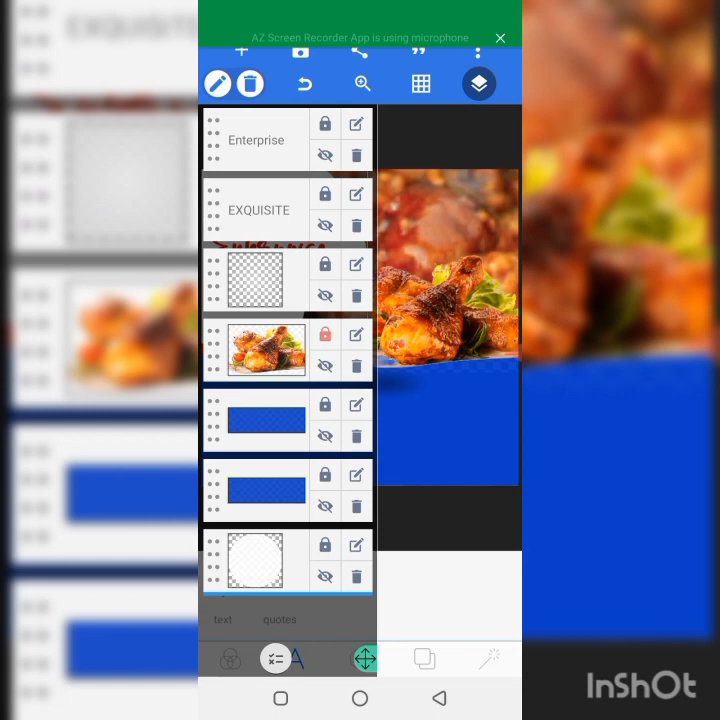 AZ Screen Recorder App is using microphone
Enterprise
EXQUISITE
text
quotes
InShOt